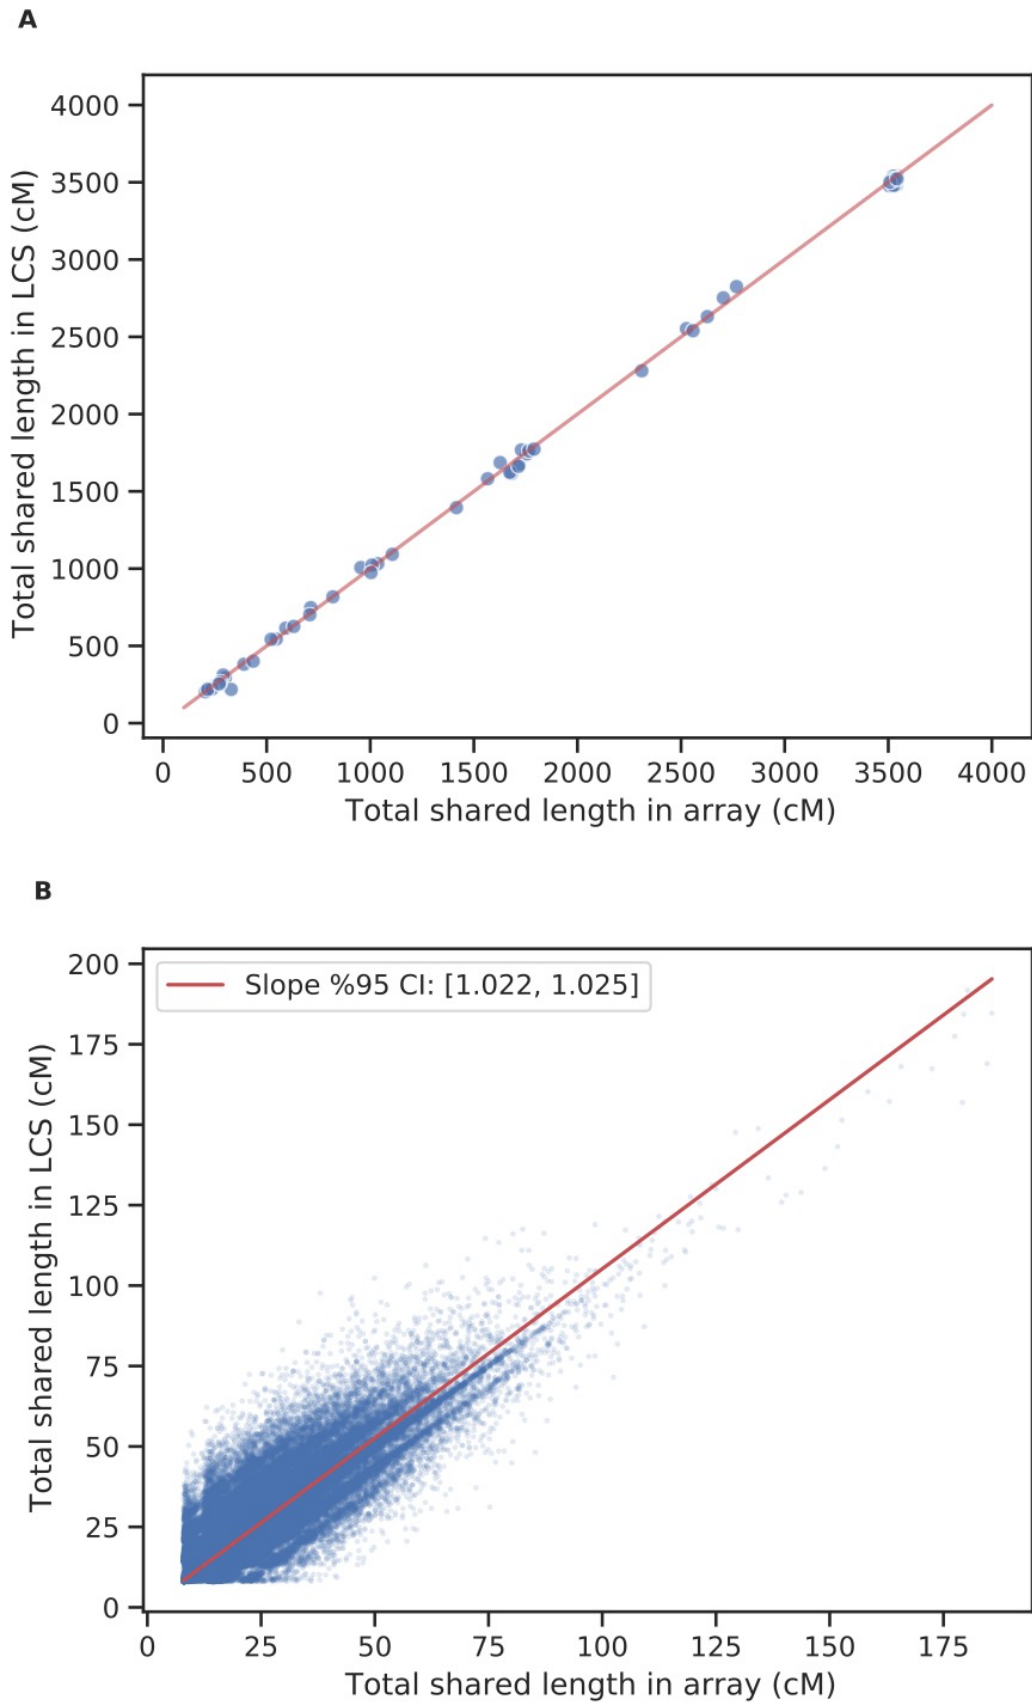 A
Total shared length in LCS (cM)
4000
3500
3000
2500
2000
1500
1000
500
0
0 500 1000 1500 2000 2500 3000 3500 4000
Total shared length in array (cM)
B
Total shared length in LCS (cM)
Slope %95 CI: [1.022, 1.025]
200
175
150
125
100
75
50
25
0
0 25 50 75 100 125 150 175
Total shared length in array (cM)